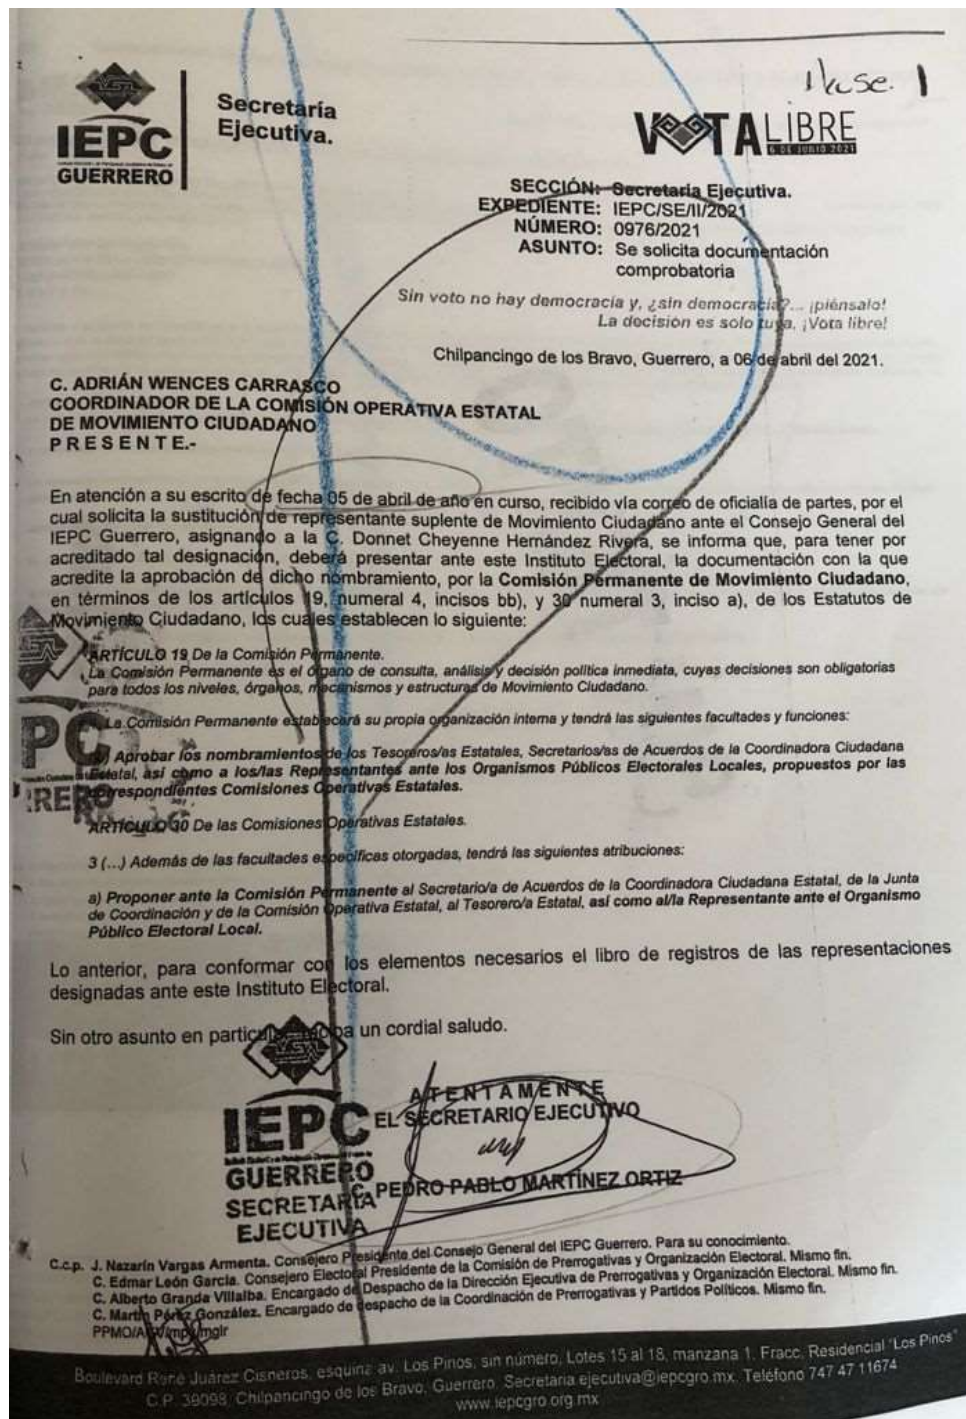 1
IEPC
GUERRERO
Secretaría
Ejecutiva.
VOTA LIBRE
6 DE JUNIO 2021
SECCIÓN: Secretaría Ejecutiva.
EXPEDIENTE: IEPC/SE/II/2021
NÚMERO: 0976/2021
ASUNTO: Se solicita documentación
comprobatoria
Sin voto no hay democracia y, ¿sin democracia?... ¡piénsalo!
La decisión es solo tuya, ¡Vota libre!
Chilpancingo de los Bravo, Guerrero, a 06 de abril del 2021.
C. ADRIÁN WENCES CARRASCO
COORDINADOR DE LA COMISIÓN OPERATIVA ESTATAL
DE MOVIMIENTO CIUDADANO
P R E S E N T E.-
En atención a su escrito de fecha 05 de abril de año en curso, recibido vía correo de oficialía de partes, por el
cual solicita la sustitución de representante suplente de Movimiento Ciudadano ante el Consejo General del
IEPC Guerrero, asignando a la C. Donnet Cheyenne Hernández Rivera, se informa que, para tener por
acreditado tal designación, deberá presentar ante este Instituto Electoral, la documentación con la que
acredite la aprobación de dicho nombramiento, por la Comisión Permanente de Movimiento Ciudadano,
en términos de los artículos 19, numeral 4, incisos bb), y 30 numeral 3, inciso a), de los Estatutos de
Movimiento Ciudadano, los cuales establecen lo siguiente:
ARTÍCULO 19 De la Comisión Permanente.
La Comisión Permanente es el órgano de consulta, análisis y decisión política inmediata, cuyas decisiones son obligatorias
para todos los niveles, órganos, mecanismos y estructuras de Movimiento Ciudadano.
La Comisión Permanente establecerá su propia organización interna y tendrá las siguientes facultades y funciones:
Aprobar los nombramientos de los Tesoreros/as Estatales, Secretarios/as de Acuerdos de la Coordinadora Ciudadana
Estatal, así como a los/las Representantes ante los Organismos Públicos Electorales Locales, propuestos por las
correspondientes Comisiones Operativas Estatales.
ARTÍCULO 30 De las Comisiones Operativas Estatales.
3 (...) Además de las facultades específicas otorgadas, tendrá las siguientes atribuciones:
a) Proponer ante la Comisión Permanente al Secretario/a de Acuerdos de la Coordinadora Ciudadana Estatal, de la Junta
de Coordinación y de la Comisión Operativa Estatal, al Tesorero/a Estatal, así como al/la Representante ante el Organismo
Público Electoral Local.
Lo anterior, para conformar con los elementos necesarios el libro de registros de las representaciones
designadas ante este Instituto Electoral.
Sin otro asunto en particular, un cordial saludo.
A T E N T A M E N T E
EL SECRETARIO EJECUTIVO
C. PEDRO PABLO MARTÍNEZ ORTIZ
IEPC
GUERRERO
SECRETARÍA
EJECUTIVA
C.c.p. J. Nazarín Vargas Armenta. Consejero Presidente del Consejo General del IEPC Guerrero. Para su conocimiento.
C. Edmar León García. Consejero Electoral Presidente de la Comisión de Prerrogativas y Organización Electoral. Mismo fin.
C. Alberto Granda Villalba. Encargado de Despacho de la Dirección Ejecutiva de Prerrogativas y Organización Electoral. Mismo fin.
C. Martín Pérez González. Encargado de despacho de la Coordinación de Prerrogativas y Partidos Políticos. Mismo fin.
Boulevard René Juárez Cisneros, esquina av. Los Pinos, sin número, Lotes 15 al 18, manzana 1, Fracc. Residencial "Los Pinos"
C.P. 39098, Chilpancingo de los Bravo, Guerrero. Secretaria.ejecutiva@iepcgro.mx. Teléfono 747 47 11674
www.iepcgro.org.mx